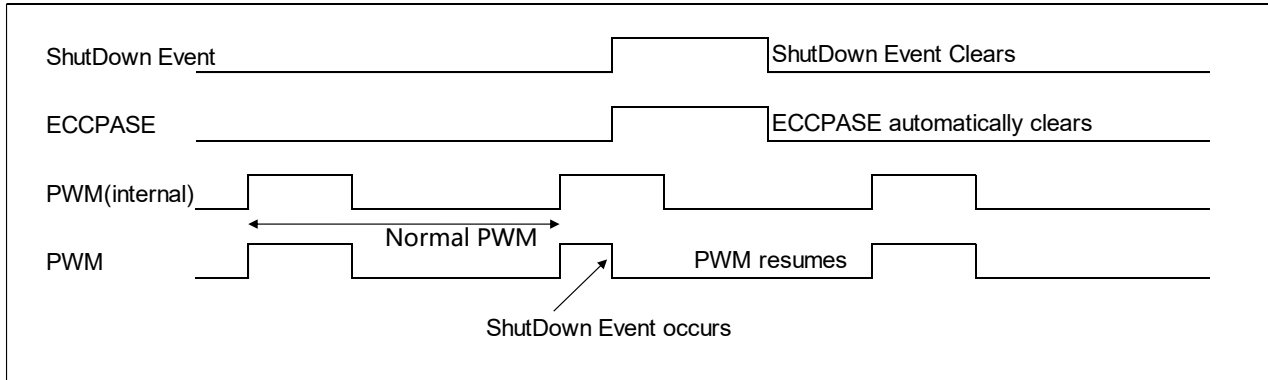 ShutDown Event
ShutDown Event Clears
ECCPASE
ECCPASE automatically clears
PWM(internal)
Normal PWM
PWM
PWM resumes
ShutDown Event occurs